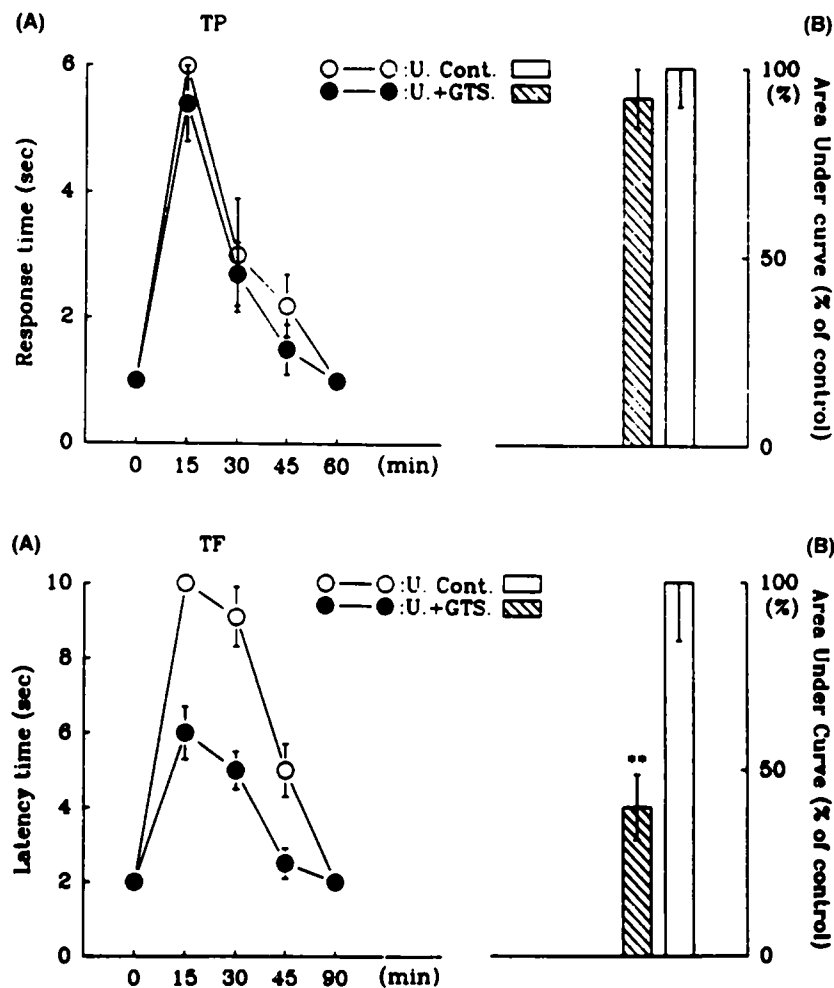 (A) TP (B)
○—○:U. Cont.
●—●:U.+GTS.
Response time (sec)
6
4
2
0
0 15 30 45 60 (min)
100
(%)
50
0
Area Under curve (% of control)
(A) TF (B)
○—○:U. Cont.
●—●:U.+GTS.
Latency time (sec)
10
8
6
4
2
0
0 15 30 45 90 (min)
**
100
(%)
50
0
Area Under Curve (% of control)